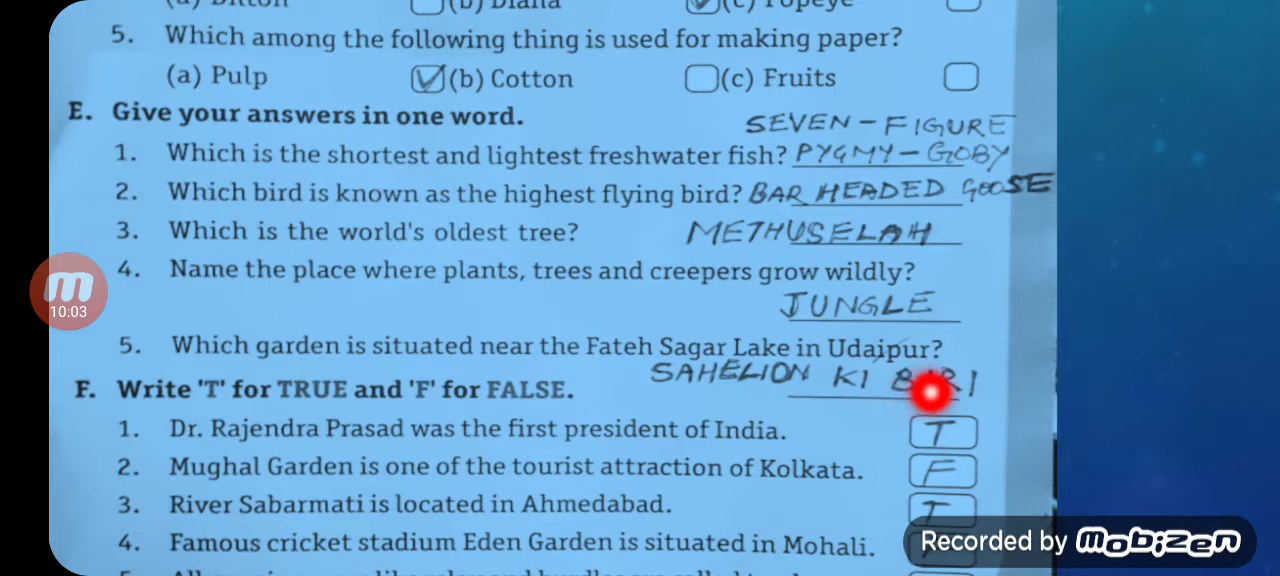 (b) Diana (c) Popeye
5. Which among the following thing is used for making paper?
(a) Pulp (b) Cotton (c) Fruits
E. Give your answers in one word.
SEVEN - FIGURE
1. Which is the shortest and lightest freshwater fish? PYGMY - GOBY
2. Which bird is known as the highest flying bird? BAR HEADED GOOSE
3. Which is the world's oldest tree? METHUSELAH
4. Name the place where plants, trees and creepers grow wildly?
JUNGLE
m
10:03
5. Which garden is situated near the Fateh Sagar Lake in Udaipur?
SAHELION KI
F. Write 'T' for TRUE and 'F' for FALSE.
1. Dr. Rajendra Prasad was the first president of India. T
2. Mughal Garden is one of the tourist attraction of Kolkata. F
3. River Sabarmati is located in Ahmedabad. T
4. Famous cricket stadium Eden Garden is situated in Mohali.
Recorded by mobizen
5.